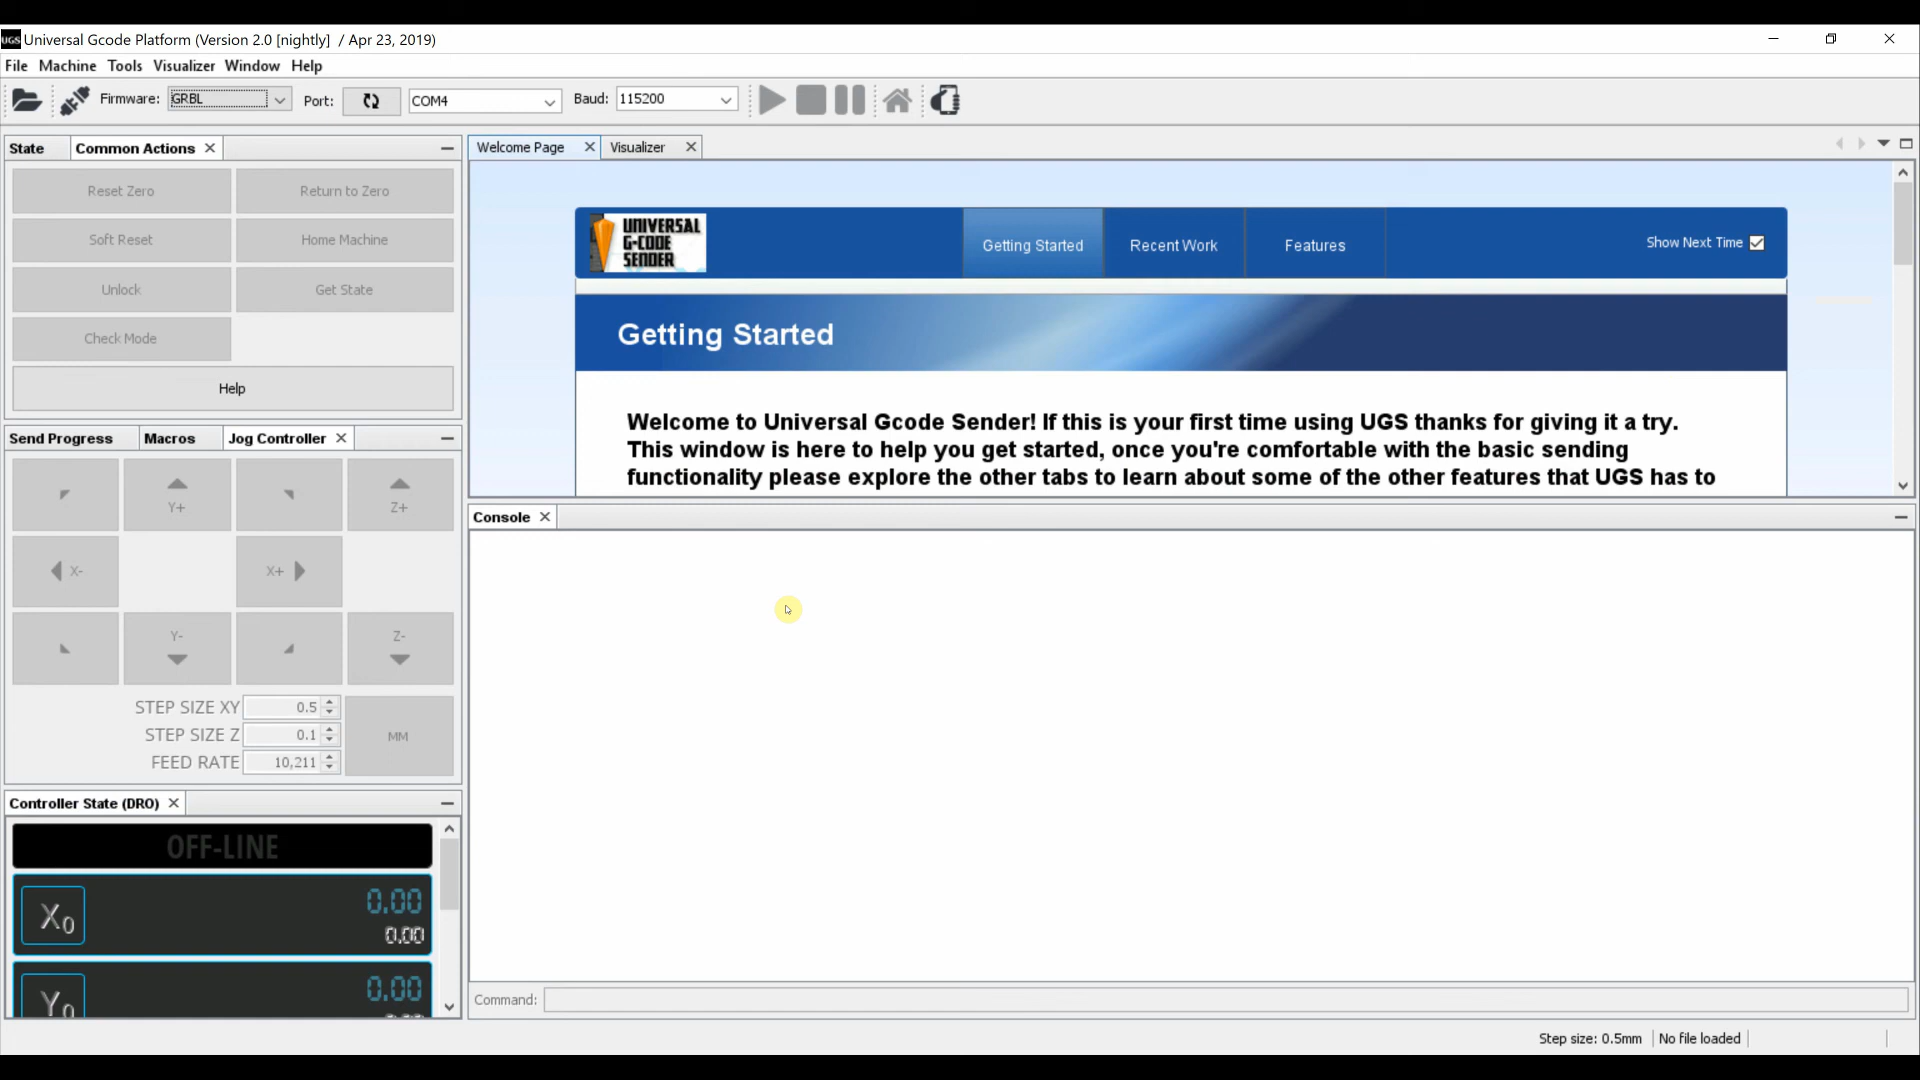 UGS Universal Gcode Platform (Version 2.0 [nightly] / Apr 23, 2019)
File Machine Tools Visualizer Window Help
Firmware: GRBL Port: COM4 Baud: 115200
State Common Actions
Reset Zero Return to Zero
Soft Reset Home Machine
Unlock Get State
Check Mode
Help
Send Progress Macros Jog Controller
Y+ Z+
X- X+
Y- Z-
STEP SIZE XY 0.5
STEP SIZE Z 0.1
FEED RATE 10,211
MM
Controller State (DRO)
OFF-LINE
X0 0.00
0.00
Y0 0.00
Welcome Page Visualizer
UNIVERSAL
G-CODE
SENDER
Getting Started Recent Work Features Show Next Time
Getting Started
Welcome to Universal Gcode Sender! If this is your first time using UGS thanks for giving it a try.
This window is here to help you get started, once you're comfortable with the basic sending
functionality please explore the other tabs to learn about some of the other features that UGS has to
Console
Command:
Step size: 0.5mm No file loaded